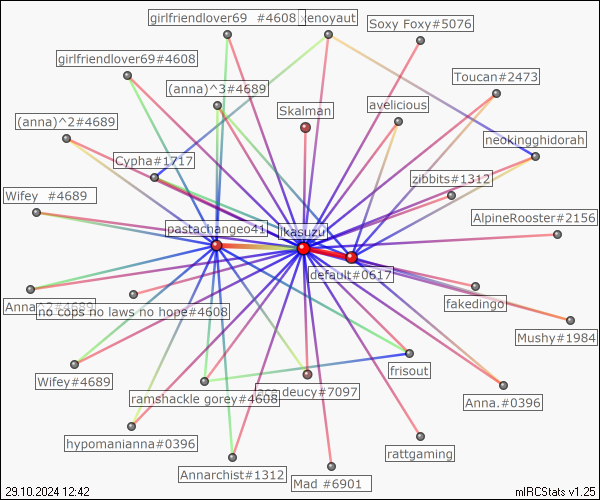 girlfriendlover69 #4608
xenoyaut
Soxy Foxy#5076
girlfriendlover69#4608
(anna)^3#4689
Toucan#2473
Skalman
avelicious
(anna)^2#4689
neokingghidorah
Cypha#1717
zibbits#1312
Wifey #4689
AlpineRooster#2156
pastachangeo41
ikasuzu
default#0617
Anna^2#4689
no cops no laws no hope#4608
fakedingo
Mushy#1984
frisout
Wifey#4689
ramshackle gorey#4608
deucy#7097
Anna.#0396
hypomanianna#0396
rattgaming
Annarchist#1312
Mad #6901
29.10.2024 12:42
mIRCStats v1.25